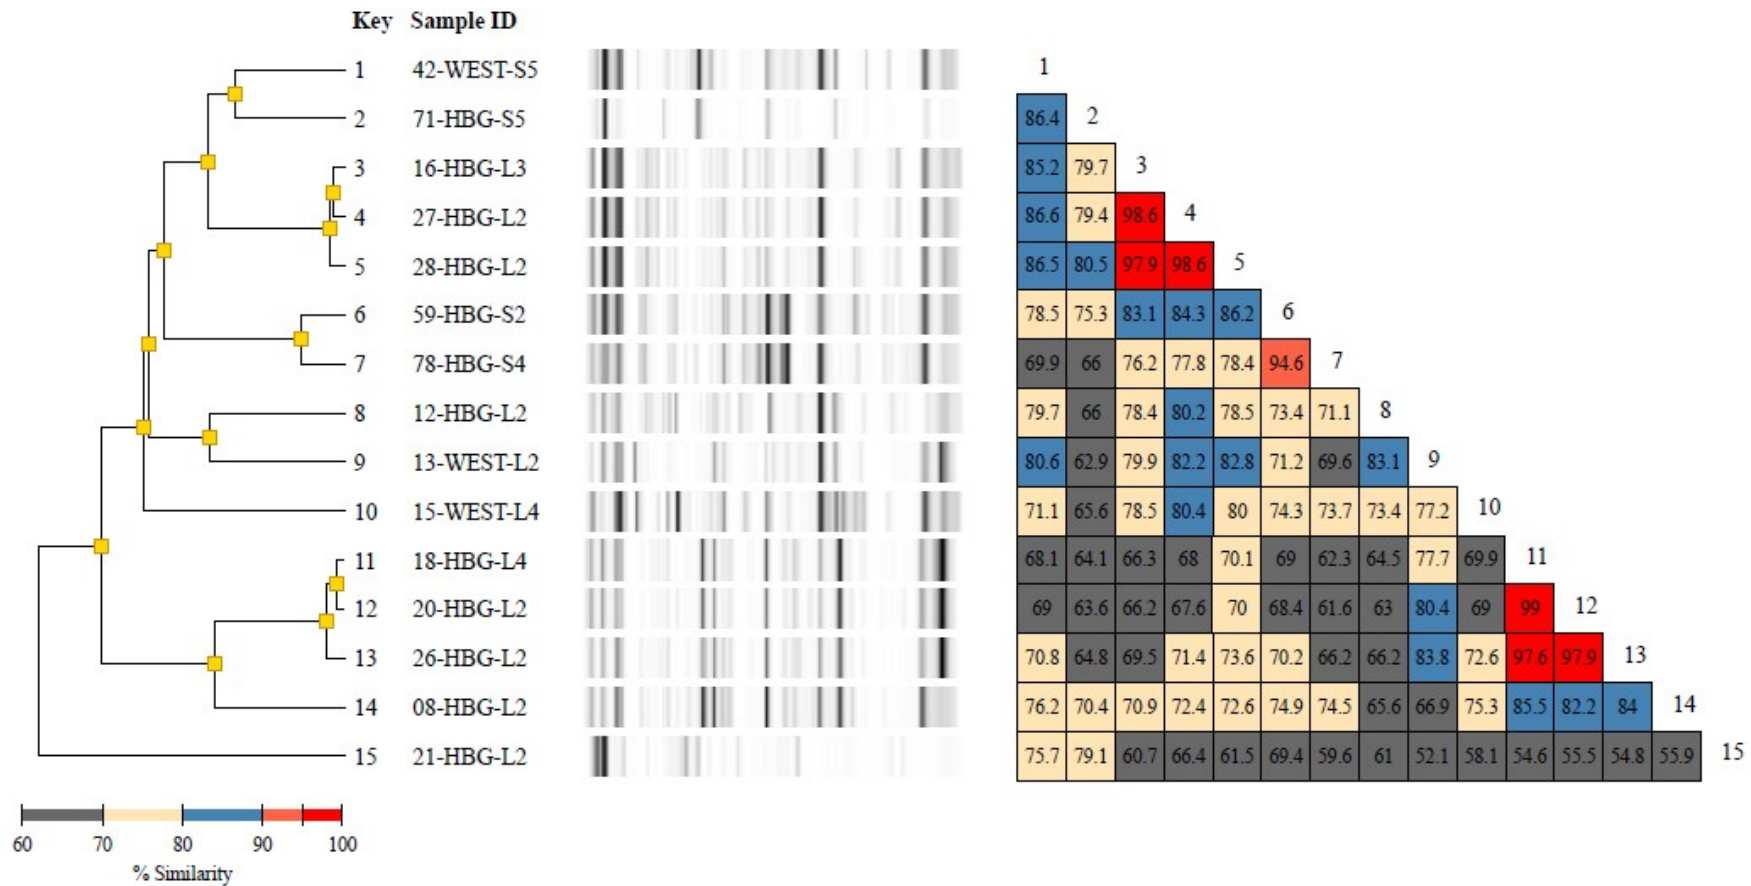 Key Sample ID
1 42-WEST-S5 1
2 71-HBG-S5 86.4 2
3 16-HBG-L3 85.2 79.7 3
4 27-HBG-L2 86.6 79.4 98.6 4
5 28-HBG-L2 86.5 80.5 97.9 98.6 5
6 59-HBG-S2 78.5 75.3 83.1 84.3 86.2 6
7 78-HBG-S4 69.9 66 76.2 77.8 78.4 94.6 7
8 12-HBG-L2 79.7 66 78.4 80.2 78.5 73.4 71.1 8
9 13-WEST-L2 80.6 62.9 79.9 82.2 82.8 71.2 69.6 83.1 9
10 15-WEST-L4 71.1 65.6 78.5 80.4 80 74.3 73.7 73.4 77.2 10
11 18-HBG-L4 68.1 64.1 66.3 68 70.1 69 62.3 64.5 77.7 69.9 11
12 20-HBG-L2 69 63.6 66.2 67.6 70 68.4 61.6 63 80.4 69 99 12
13 26-HBG-L2 70.8 64.8 69.5 71.4 73.6 70.2 66.2 66.2 83.8 72.6 97.6 97.9 13
14 08-HBG-L2 76.2 70.4 70.9 72.4 72.6 74.9 74.5 65.6 66.9 75.3 85.5 82.2 84 14
15 21-HBG-L2 75.7 79.1 60.7 66.4 61.5 69.4 59.6 61 52.1 58.1 54.6 55.5 54.8 55.9 15
60 70 80 90 100
% Similarity